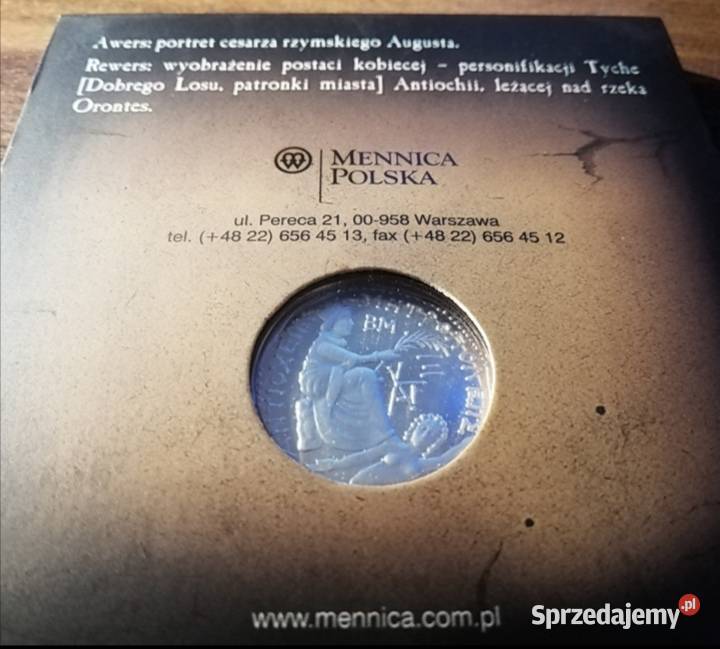 Awers: portret cesarza rzymskiego Augusta.
Rewers: wyobrażenie postaci kobiecej – personifikacji Tyche
[Dobrego Losu, patronki miasta] Antiochii, leżącej nad rzeka
Orontes.
MENNICA
POLSKA
ul. Pereca 21, 00-958 Warszawa
tel. (+48 22) 656 45 13, fax (+48 22) 656 45 12
BM
www.mennica.com.pl
Sprzedajemy.pl